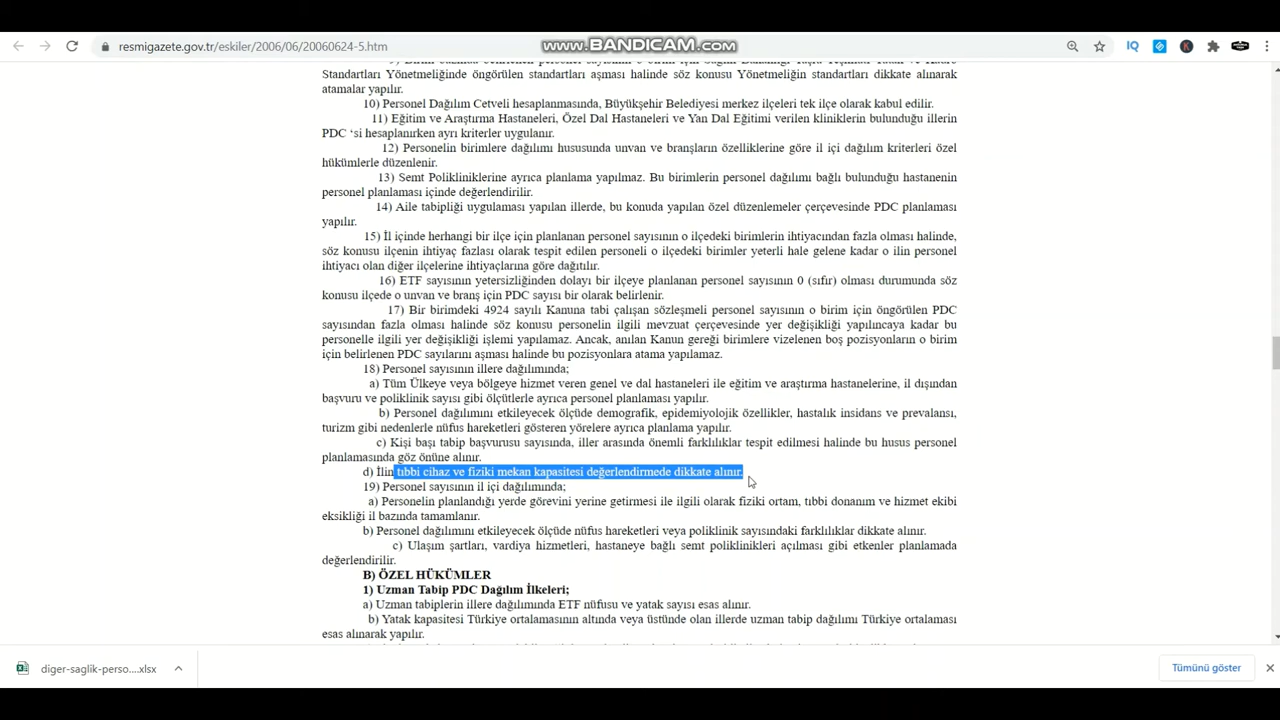 resmigazete.gov.tr/eskiler/2006/06/20060624-5.htm
www.BANDICAM.com
IQ
K
Standartları Yönetmeliğinde öngörülen standartları aşması halinde söz konusu Yönetmeliğin standartları dikkate alınarak
atamalar yapılır.
10) Personel Dağılım Cetveli hesaplanmasında, Büyükşehir Belediyesi merkez ilçeleri tek ilçe olarak kabul edilir.
11) Eğitim ve Araştırma Hastaneleri, Özel Dal Hastaneleri ve Yan Dal Eğitimi verilen kliniklerin bulunduğu illerin
PDC ‘si hesaplanırken ayrı kriterler uygulanır.
12) Personelin birimlere dağılımı hususunda unvan ve branşların özelliklerine göre il içi dağılım kriterleri özel
hükümlerle düzenlenir.
13) Semt Polikliniklerine ayrıca planlama yapılmaz. Bu birimlerin personel dağılımı bağlı bulunduğu hastanenin
personel planlaması içinde değerlendirilir.
14) Aile tabipliği uygulaması yapılan illerde, bu konuda yapılan özel düzenlemeler çerçevesinde PDC planlaması
yapılır.
15) İl içinde herhangi bir ilçe için planlanan personel sayısının o ilçedeki birimlerin ihtiyacından fazla olması halinde,
söz konusu ilçenin ihtiyaç fazlası olarak tespit edilen personeli o ilçedeki birimler yeterli hale gelene kadar o ilin personel
ihtiyacı olan diğer ilçelerine ihtiyaçlarına göre dağıtılır.
16) ETF sayısının yetersizliğinden dolayı bir ilçeye planlanan personel sayısının 0 (sıfır) olması durumunda söz
konusu ilçede o unvan ve branş için PDC sayısı bir olarak belirlenir.
17) Bir birimdeki 4924 sayılı Kanuna tabi çalışan sözleşmeli personel sayısının o birim için öngörülen PDC
sayısından fazla olması halinde söz konusu personelin ilgili mevzuat çerçevesinde yer değişikliği yapılıncaya kadar bu
personelle ilgili yer değişikliği işlemi yapılamaz. Ancak, anılan Kanun gereği birimlere vizelenen boş pozisyonların o birim
için belirlenen PDC sayılarını aşması halinde bu pozisyonlara atama yapılamaz.
18) Personel sayısının illere dağılımında;
a) Tüm Ülkeye veya bölgeye hizmet veren genel ve dal hastaneleri ile eğitim ve araştırma hastanelerine, il dışından
başvuru ve poliklinik sayısı gibi ölçütlerle ayrıca personel planlaması yapılır.
b) Personel dağılımını etkileyecek ölçüde demografik, epidemiyolojik özellikler, hastalık insidans ve prevalansı,
turizm gibi nedenlerle nüfus hareketleri gösteren yörelere ayrıca planlama yapılır.
c) Kişi başı tabip başvurusu sayısında, iller arasında önemli farklılıklar tespit edilmesi halinde bu husus personel
planlamasında göz önüne alınır.
d) İlin tıbbi cihaz ve fiziki mekan kapasitesi değerlendirmede dikkate alınır.
19) Personel sayısının il içi dağılımında;
a) Personelin planlandığı yerde görevini yerine getirmesi ile ilgili olarak fiziki ortam, tıbbi donanım ve hizmet ekibi
eksikliği il bazında tamamlanır.
b) Personel dağılımını etkileyecek ölçüde nüfus hareketleri veya poliklinik sayısındaki farklılıklar dikkate alınır.
c) Ulaşım şartları, vardiya hizmetleri, hastaneye bağlı semt poliklinikleri açılması gibi etkenler planlamada
değerlendirilir.
B) ÖZEL HÜKÜMLER
1) Uzman Tabip PDC Dağılım İlkeleri;
a) Uzman tabiplerin illere dağılımında ETF nüfusu ve yatak sayısı esas alınır.
b) Yatak kapasitesi Türkiye ortalamasının altında veya üstünde olan illerde uzman tabip dağılımı Türkiye ortalaması
esas alınarak yapılır.
diger-saglik-perso....xlsx
Tümünü göster